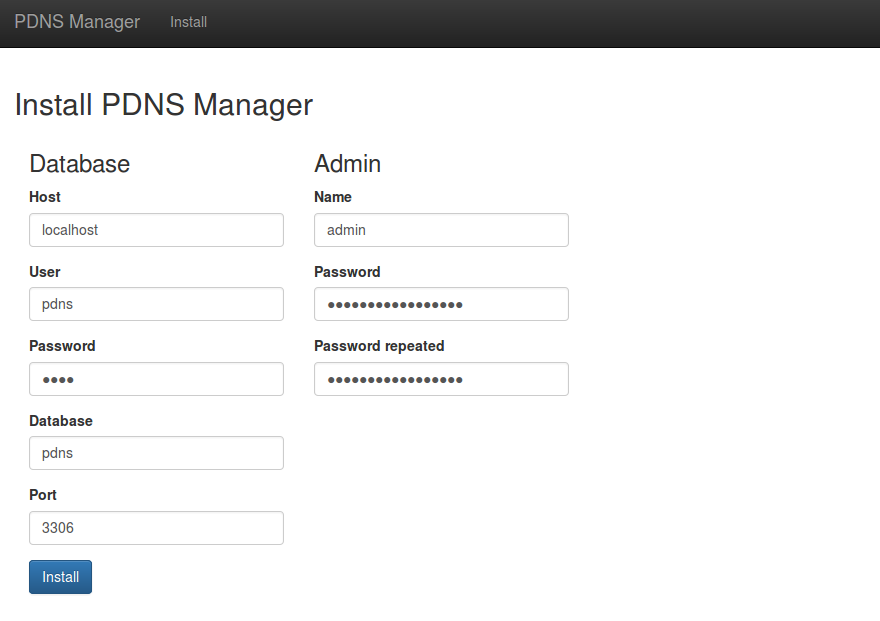 PDNS Manager Install
Install PDNS Manager
Database
Host
localhost
User
pdns
Password
••••
Database
pdns
Port
3306
Install
Admin
Name
admin
Password
•••••••••••••••••
Password repeated
•••••••••••••••••